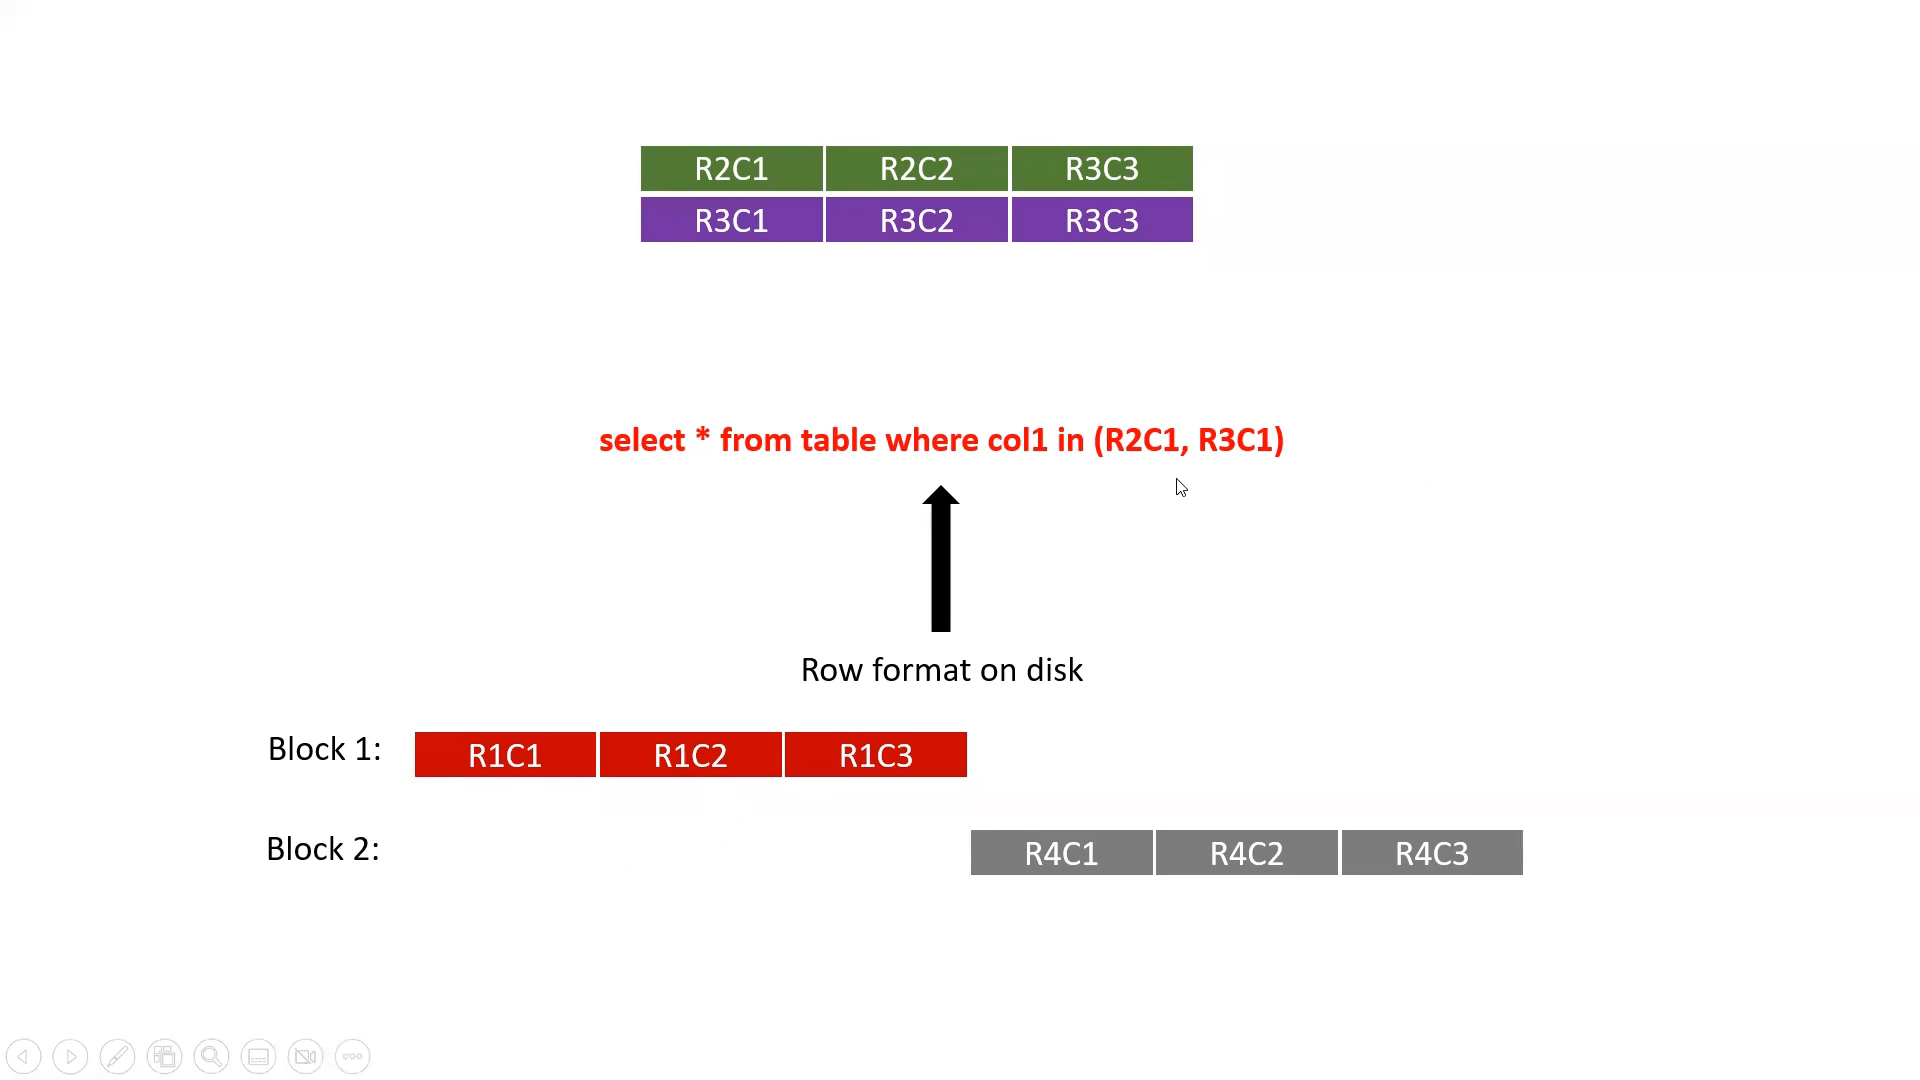 R2C1 R2C2 R3C3
R3C1 R3C2 R3C3
select * from table where col1 in (R2C1, R3C1)
Row format on disk
Block 1: R1C1 R1C2 R1C3
Block 2: R4C1 R4C2 R4C3